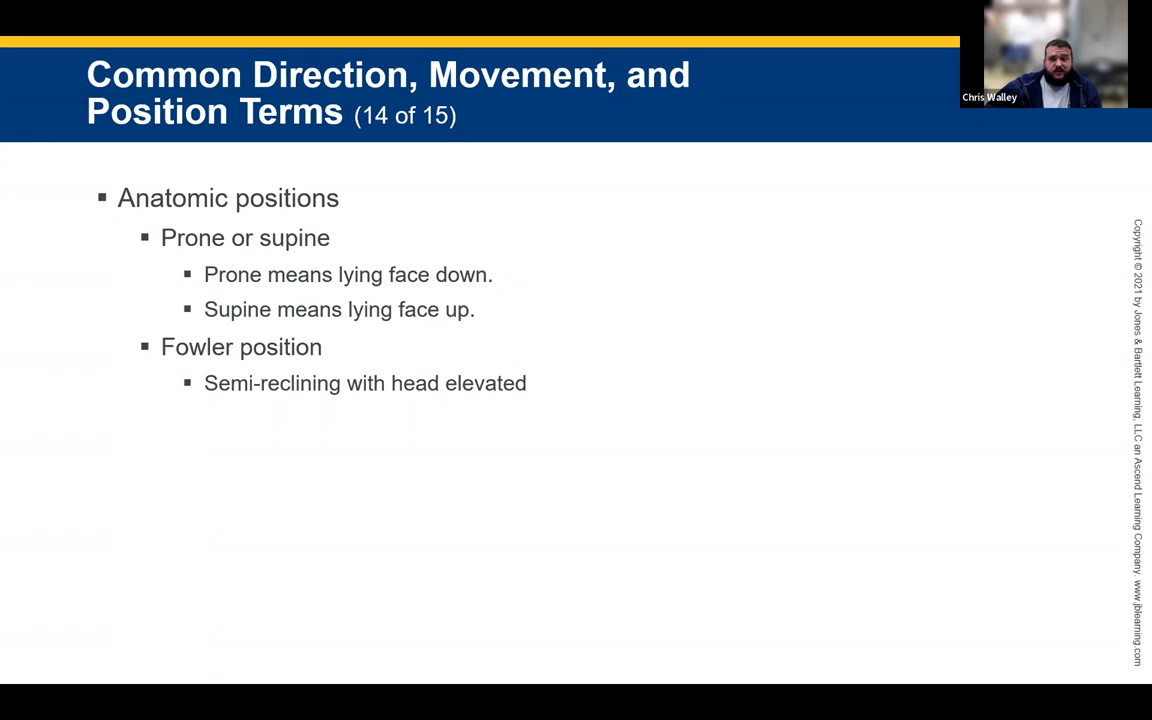 Common Direction, Movement, and
Position Terms (14 of 15)
Chris Walley
▪ Anatomic positions
▪ Prone or supine
▪ Prone means lying face down.
▪ Supine means lying face up.
▪ Fowler position
▪ Semi-reclining with head elevated
Copyright © 2021 by Jones & Bartlett Learning, LLC an Ascend Learning Company. www.jblearning.com